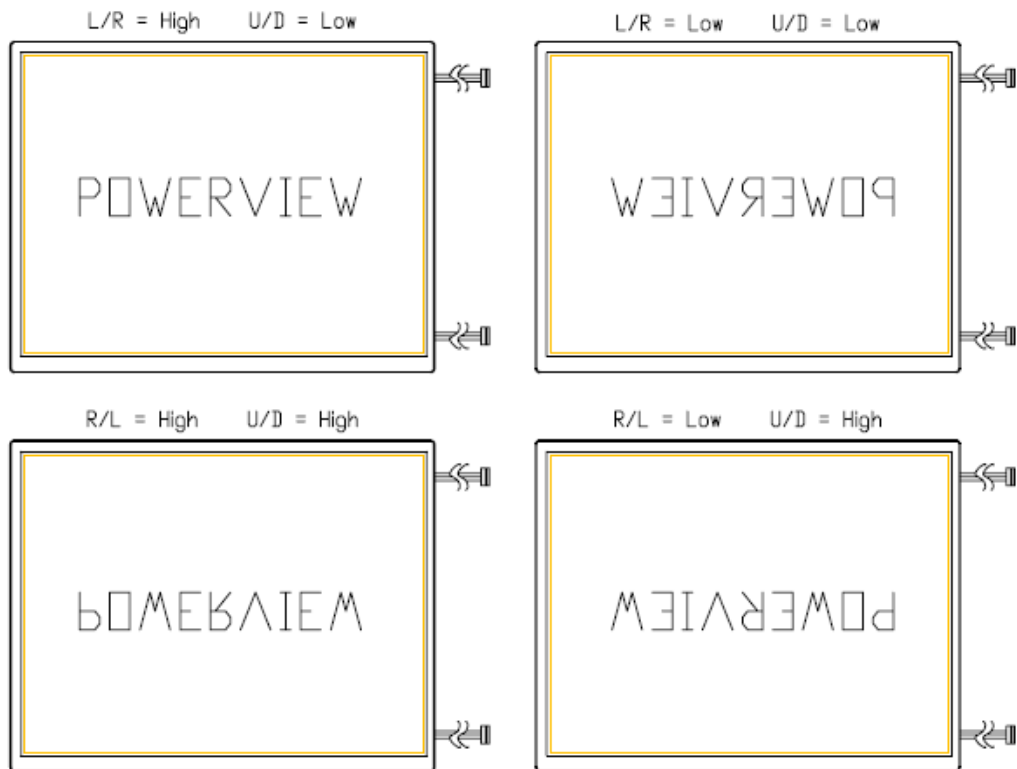 L/R = High U/D = Low
L/R = Low U/D = Low
POWERVIEW
POWERVIEW
R/L = High U/D = High
R/L = Low U/D = High
POWERVIEW
POWERVIEW